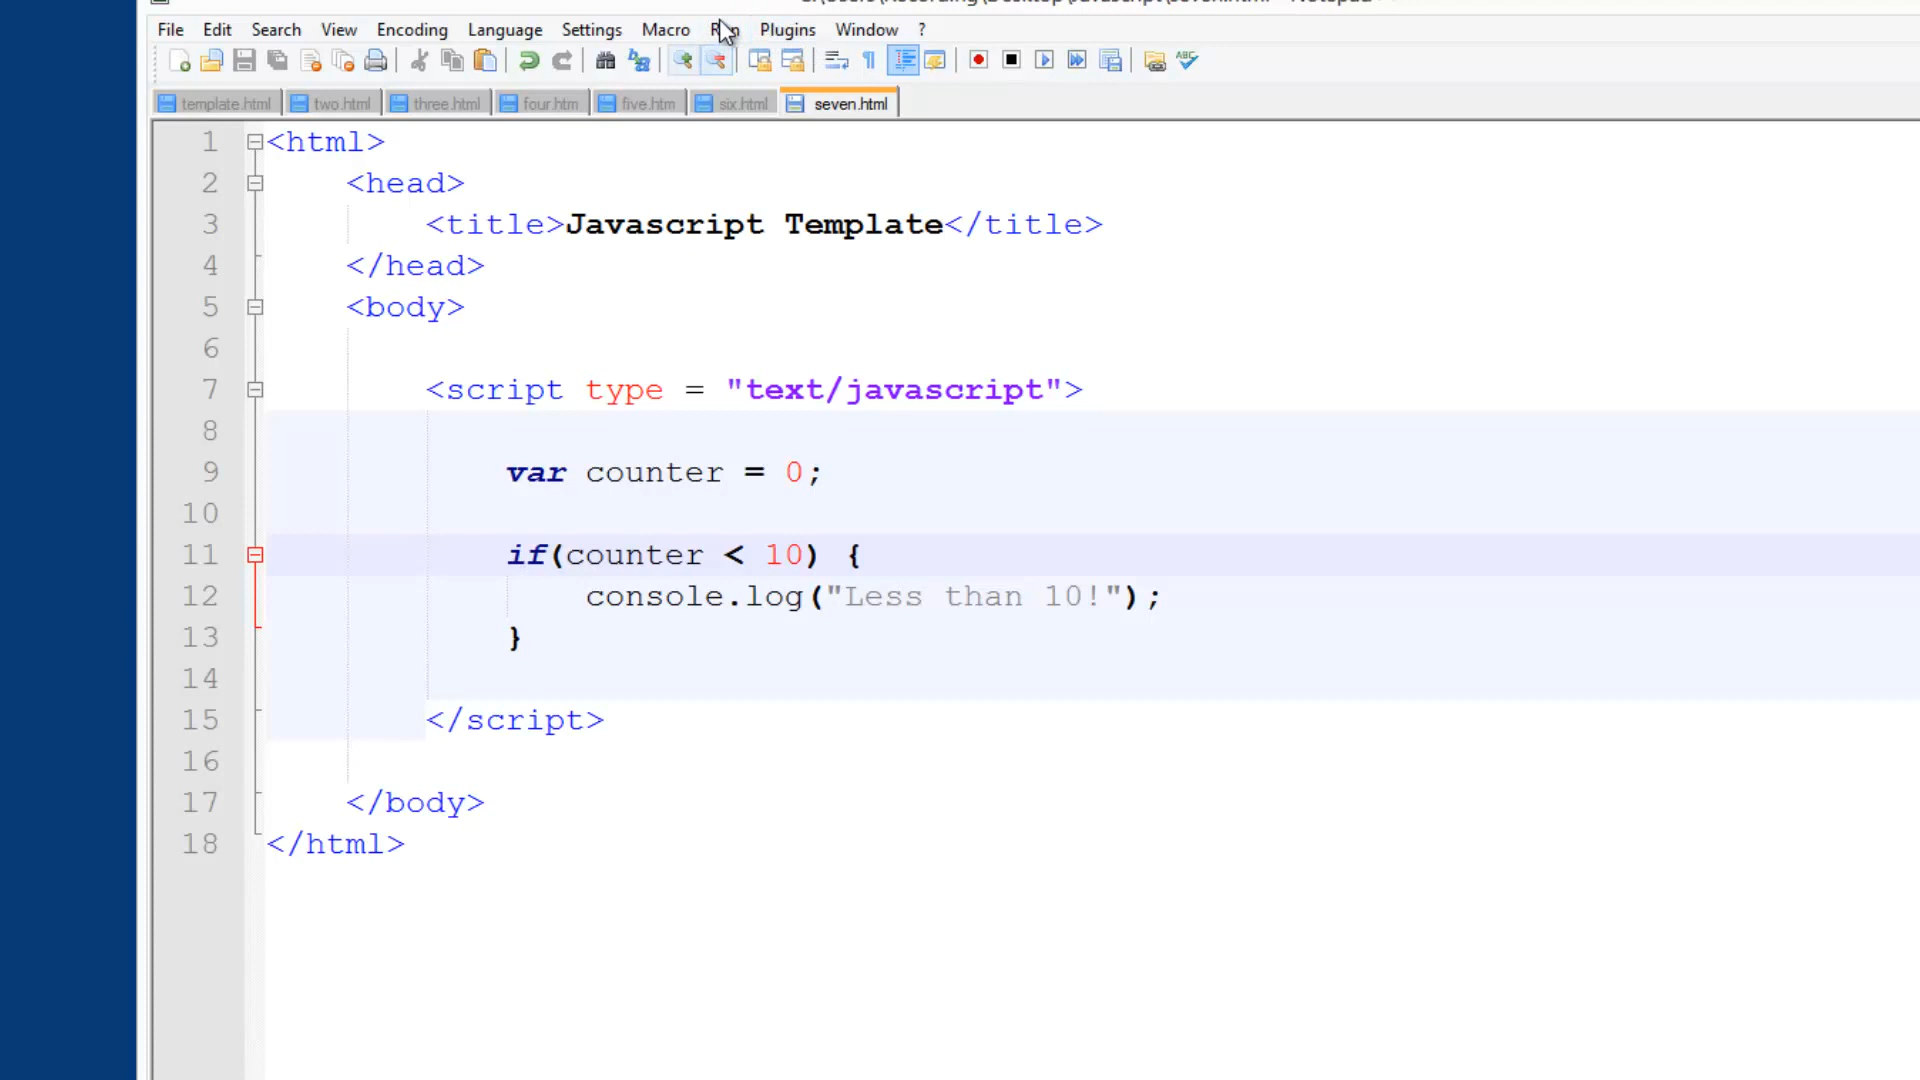 File Edit Search View Encoding Language Settings Macro Plugins Window ?
template.html two.html three.html four.htm five.htm six.html seven.html
1 <html>
2 <head>
3 <title>Javascript Template</title>
4 </head>
5 <body>
6
7 <script type = "text/javascript">
8
9 var counter = 0;
10
11 if(counter < 10) {
12 console.log("Less than 10!");
13 }
14
15 </script>
16
17 </body>
18 </html>